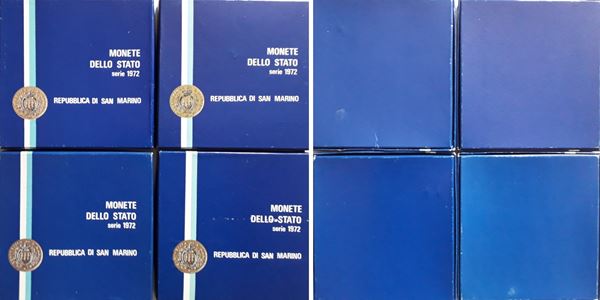 MONETE
DELLO STATO
serie 1972
REPUBBLICA DI SAN MARINO
MONETE
DELLO STATO
serie 1972
REPUBBLICA DI SAN MARINO
MONETE
DELLO STATO
serie 1972
REPUBBLICA DI SAN MARINO
MONETE
DELLO STATO
serie 1972
REPUBBLICA DI SAN MARINO